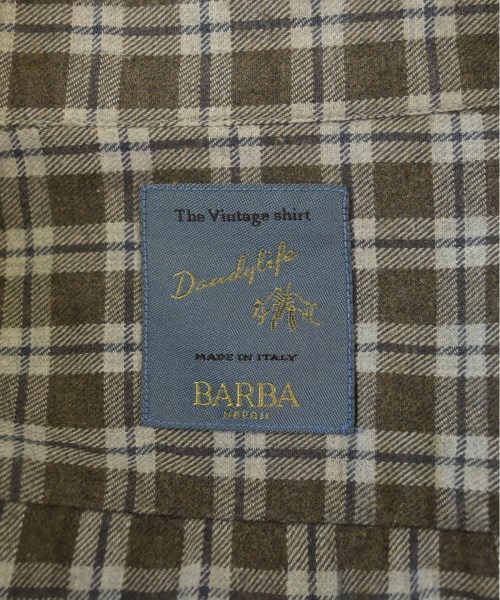 The Vintage shirt
Dandylife
MADE IN ITALY
BARBA
NAPOLI